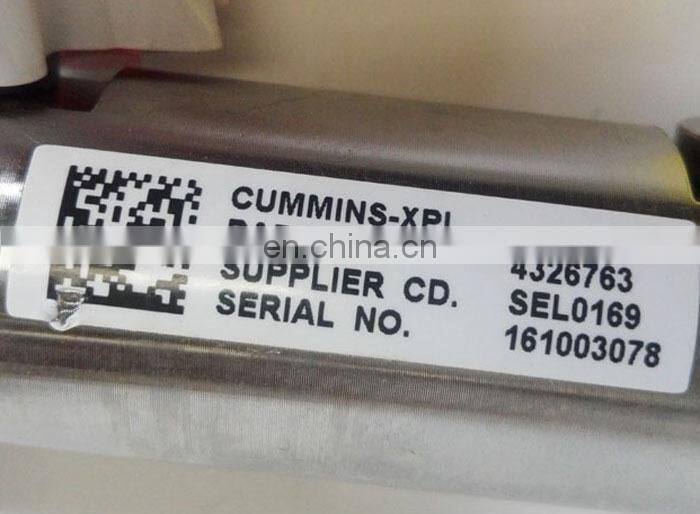 CUMMINS-XPI
4326763
SUPPLIER CD. SEL0169
SERIAL NO. 161003078
en.china.cn